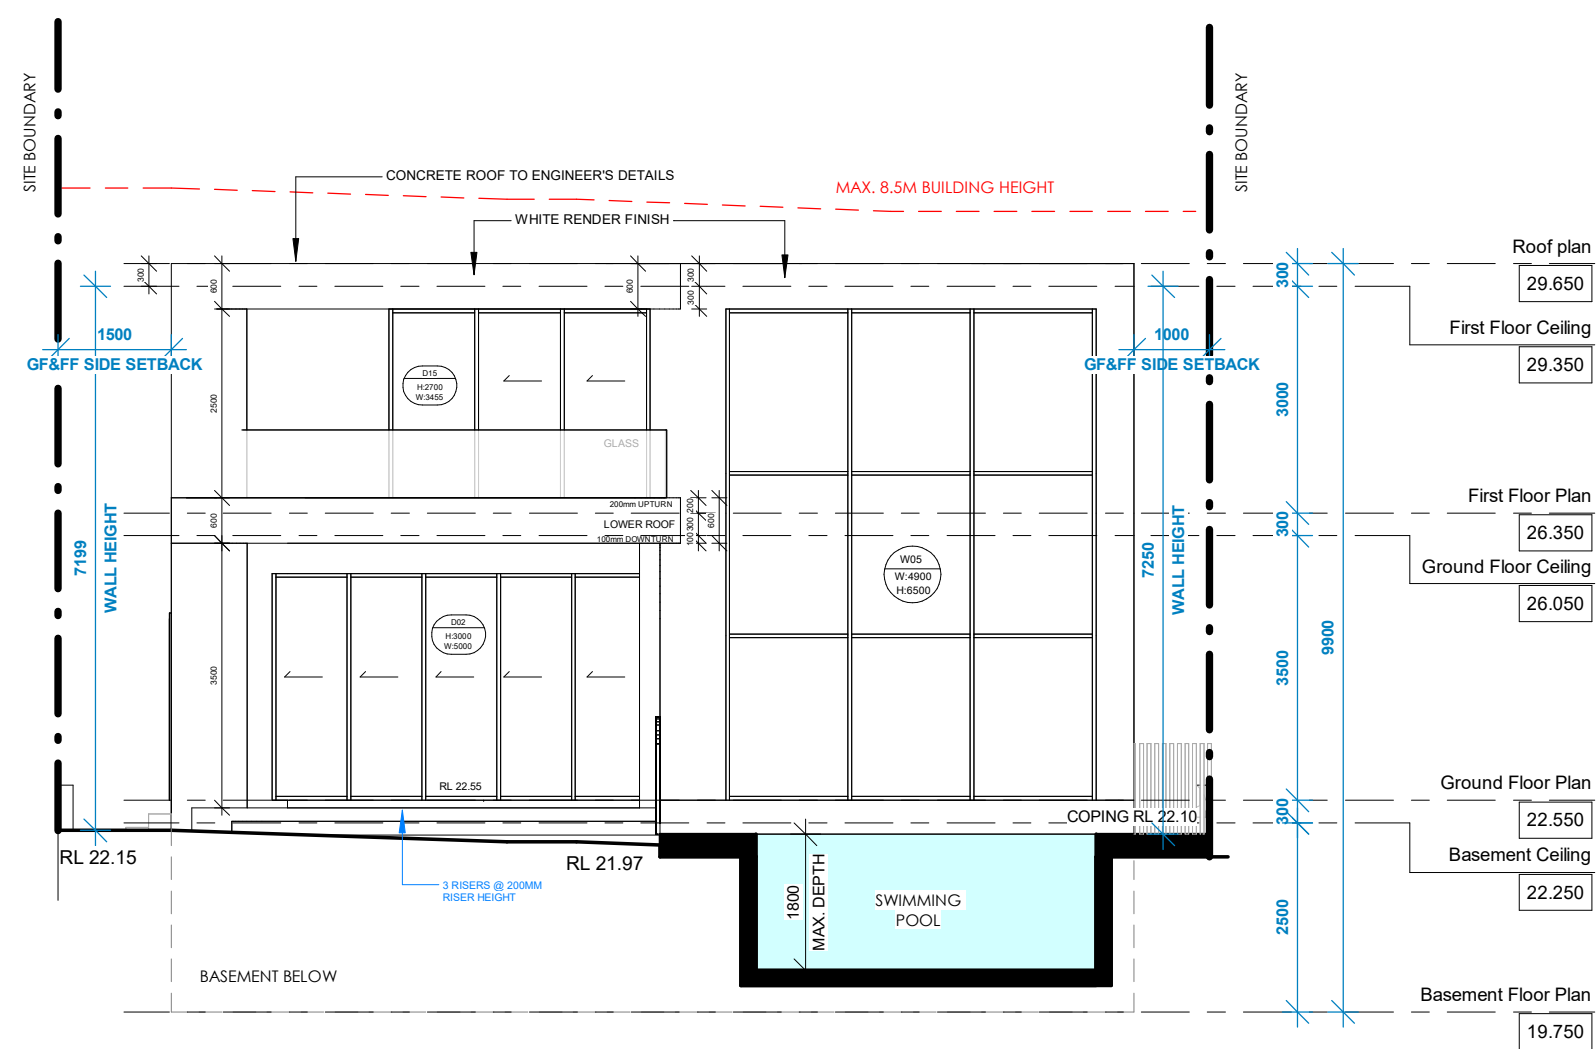 SITE BOUNDARY
SITE BOUNDARY
CONCRETE ROOF TO ENGINEER'S DETAILS
MAX. 8.5M BUILDING HEIGHT
WHITE RENDER FINISH
Roof plan
29.650
First Floor Ceiling
29.350
First Floor Plan
26.350
Ground Floor Ceiling
26.050
Ground Floor Plan
22.550
Basement Ceiling
22.250
Basement Floor Plan
19.750
300
600
600
300
300
300
1500
GF&FF SIDE SETBACK
1000
GF&FF SIDE SETBACK
D15
H:2700
W:3455
2500
3000
GLASS
200mm UPTURN
LOWER ROOF
100mm DOWNTURN
600
200
300
100
600
300
7199
WALL HEIGHT
7250
WALL HEIGHT
W05
W:4900
H:6500
D02
H:3000
W:5000
3500
3500
9900
RL 22.55
300
COPING RL 22.10
RL 22.15
RL 21.97
3 RISERS @ 200MM
RISER HEIGHT
1800
MAX. DEPTH
SWIMMING
POOL
2500
BASEMENT BELOW